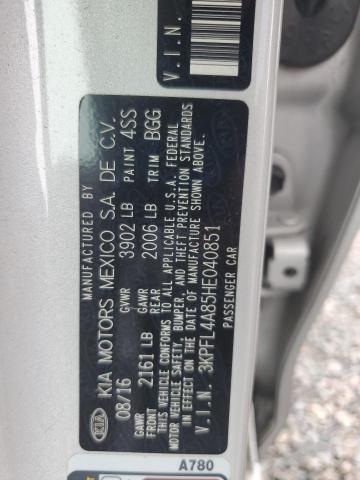 V.I.N.
MANUFACTURED BY
KIA
KIA MOTORS MEXICO S.A. DE C.V.
08/16 GVWR 3902 LB PAINT 4SS
GAWR FRONT 2161 LB GAWR REAR 2006 LB TRIM BGG
THIS VEHICLE CONFORMS TO ALL APPLICABLE U.S.A. FEDERAL
MOTOR VEHICLE SAFETY, BUMPER, AND THEFT PREVENTION STANDARDS
IN EFFECT ON THE DATE OF MANUFACTURE SHOWN ABOVE.
V.I.N. 3KPFL4A85HE040851
PASSENGER CAR
A780